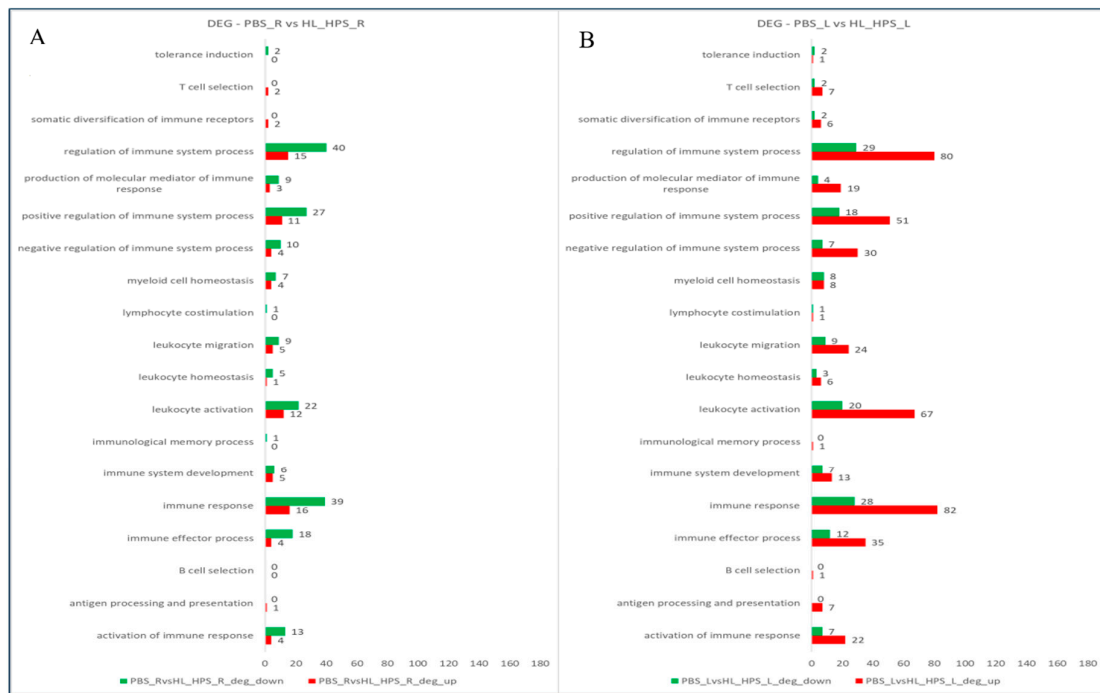 DEG - PBS_R vs HL_HPS_R
A
tolerance induction
2
0
T cell selection
0
2
somatic diversification of immune receptors
0
2
regulation of immune system process
40
15
production of molecular mediator of immune
response
9
3
positive regulation of immune system process
27
11
negative regulation of immune system process
10
4
myeloid cell homeostasis
7
4
lymphocyte costimulation
1
0
leukocyte migration
9
5
leukocyte homeostasis
5
1
leukocyte activation
22
12
immunological memory process
1
0
immune system development
6
5
immune response
39
16
immune effector process
18
4
B cell selection
0
0
antigen processing and presentation
0
1
activation of immune response
13
4
0 20 40 60 80 100 120 140 160 180
PBS_RvsHL_HPS_R_deg_down PBS_RvsHL_HPS_R_deg_up
DEG - PBS_L vs HL_HPS_L
B
tolerance induction
2
1
T cell selection
2
7
somatic diversification of immune receptors
2
6
regulation of immune system process
29
80
production of molecular mediator of immune
response
4
19
positive regulation of immune system process
18
51
negative regulation of immune system process
7
30
myeloid cell homeostasis
8
8
lymphocyte costimulation
1
1
leukocyte migration
9
24
leukocyte homeostasis
3
6
leukocyte activation
20
67
immunological memory process
0
1
immune system development
7
13
immune response
28
82
immune effector process
12
35
B cell selection
0
1
antigen processing and presentation
0
7
activation of immune response
7
22
0 20 40 60 80 100 120 140 160 180
PBS_LvsHL_HPS_L_deg_down PBS_LvsHL_HPS_L_deg_up